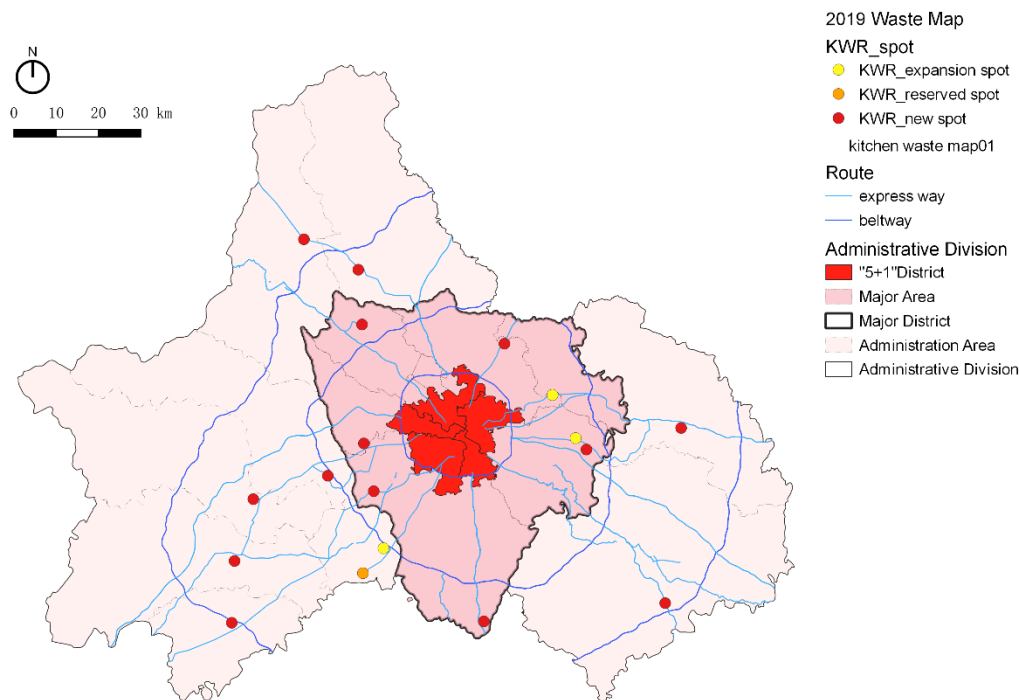 2019 Waste Map
KWR_spot
KWR_expansion spot
KWR_reserved spot
KWR_new spot
kitchen waste map01
Route
express way
beltway
Administrative Division
"5+1"District
Major Area
Major District
Administration Area
Administrative Division
N
0 10 20 30 km